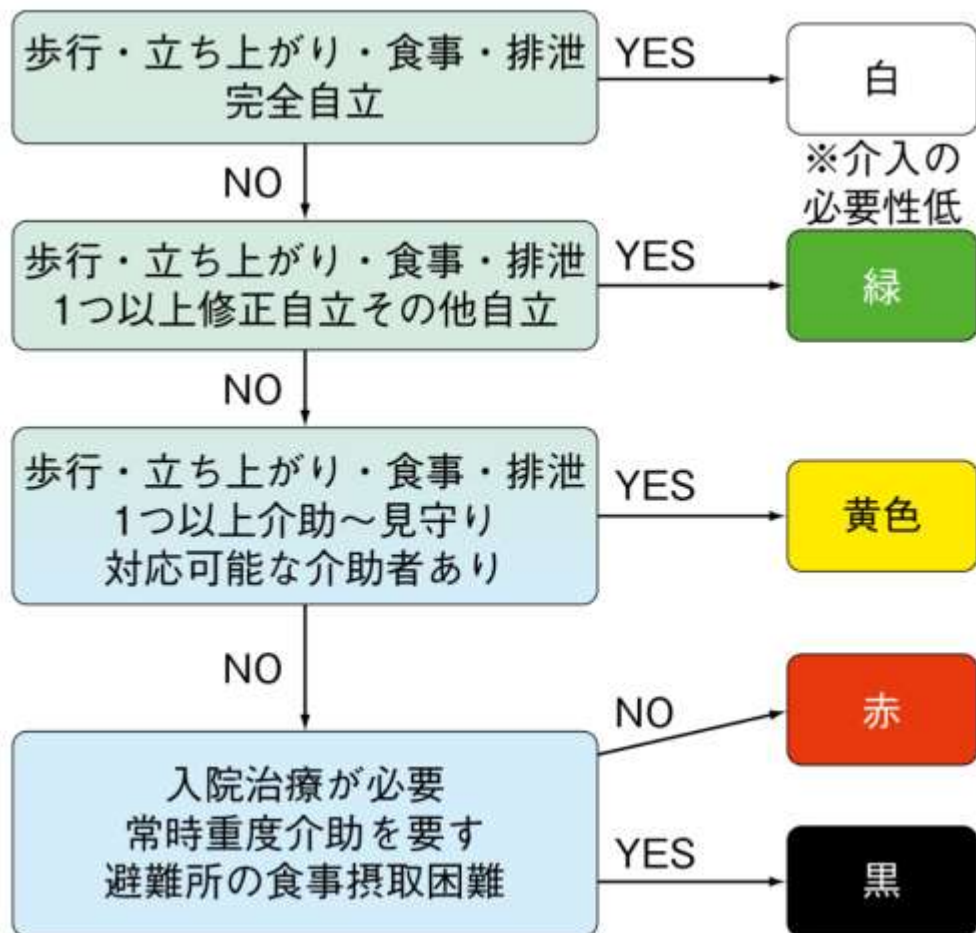 歩行・立ち上がり・食事・排泄
完全自立
YES
白
※介入の
必要性低
NO
歩行・立ち上がり・食事・排泄
1つ以上修正自立その他自立
YES
緑
NO
歩行・立ち上がり・食事・排泄
1つ以上介助〜見守り
対応可能な介助者あり
YES
黄色
NO
入院治療が必要
常時重度介助を要す
避難所の食事摂取困難
NO
赤
YES
黒